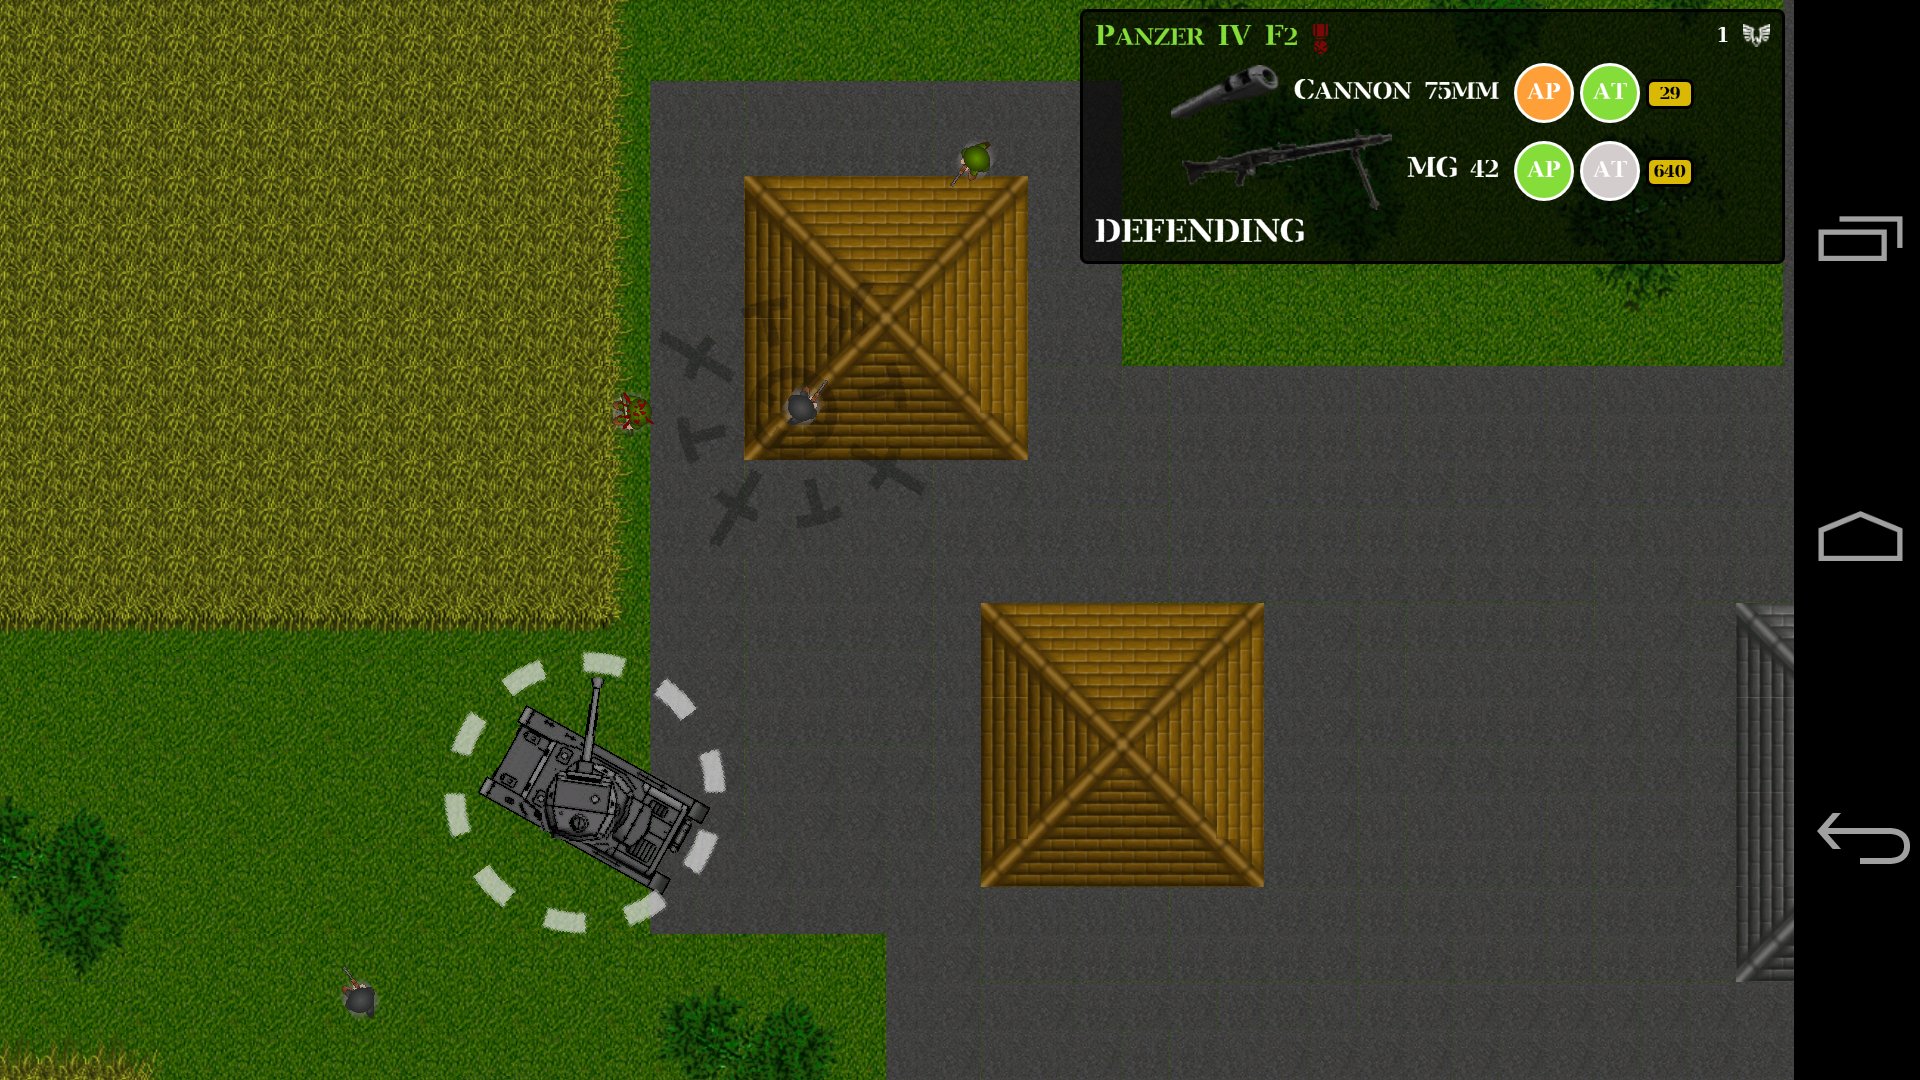 PANZER IV F2 1
CANNON 75MM AP AT 29
MG 42 AP AT 640
DEFENDING